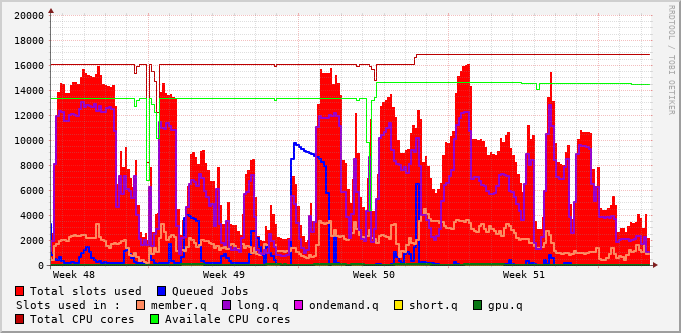 20000
18000
16000
14000
12000
10000
8000
6000
4000
2000
0
Week 48 Week 49 Week 50 Week 51
RRDTOOL / TOBI OETIKER
Total slots used Queued Jobs
Slots used in : member.q long.q ondemand.q short.q gpu.q
Total CPU cores Availale CPU cores